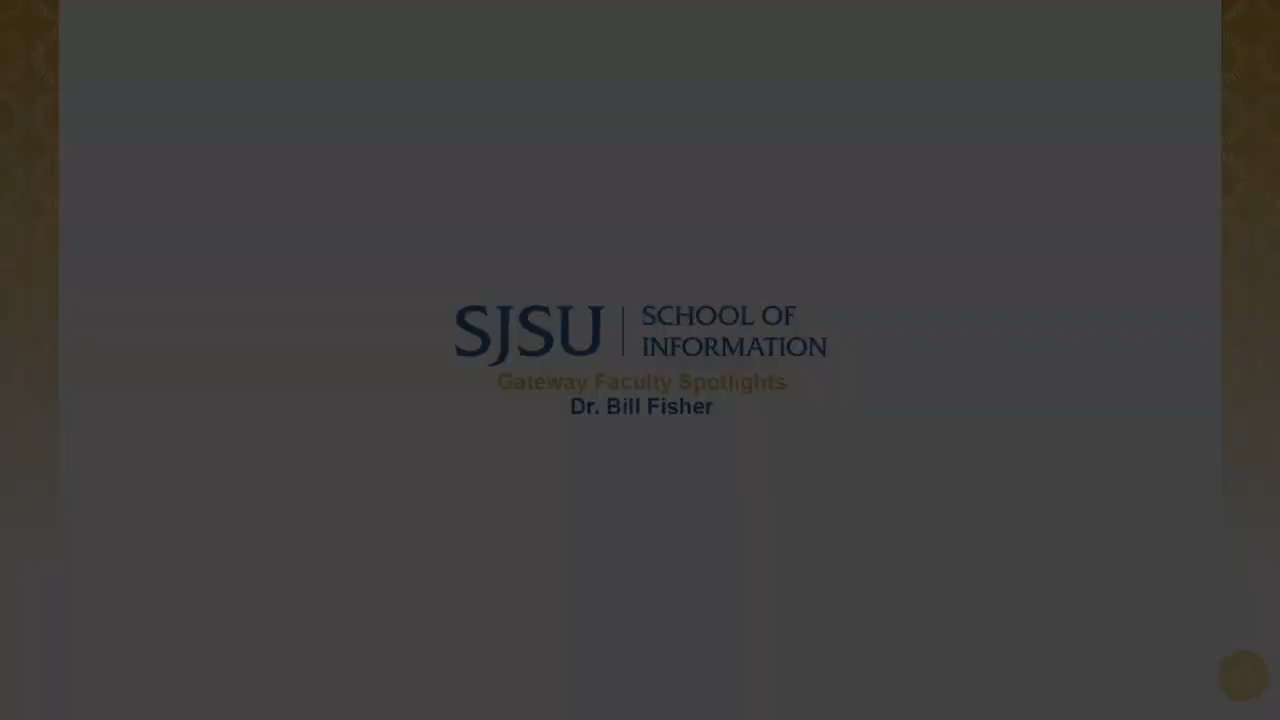 SJSU
SCHOOL OF
INFORMATION
Gateway Faculty Spotlights
Dr. Bill Fisher